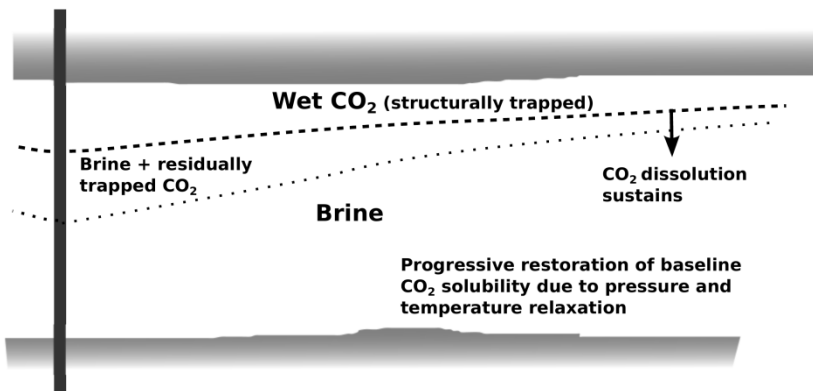 Wet CO₂ (structurally trapped)
Brine + residually
trapped CO₂
CO₂ dissolution
sustains
Brine
Progressive restoration of baseline
CO₂ solubility due to pressure and
temperature relaxation